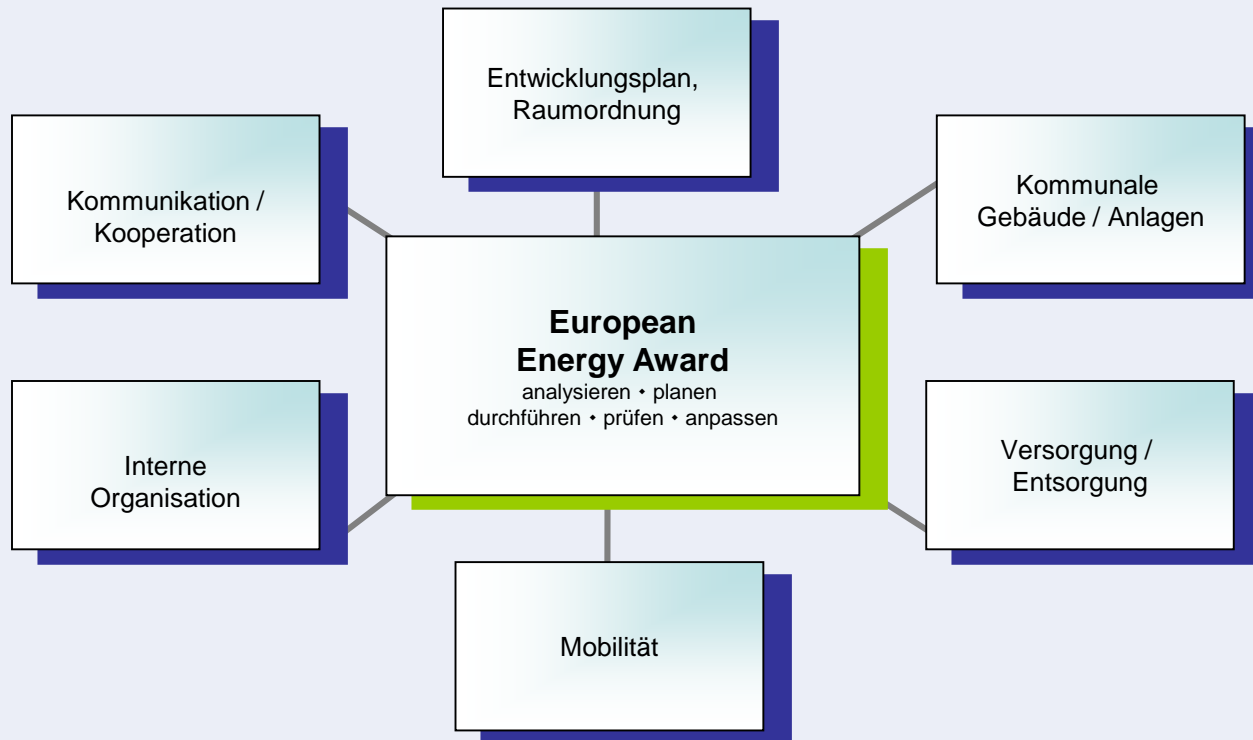 Entwicklungsplan,
Raumordnung
Kommunikation /
Kooperation
Kommunale
Gebäude / Anlagen
European
Energy Award
analysieren • planen
durchführen • prüfen • anpassen
Interne
Organisation
Versorgung /
Entsorgung
Mobilität